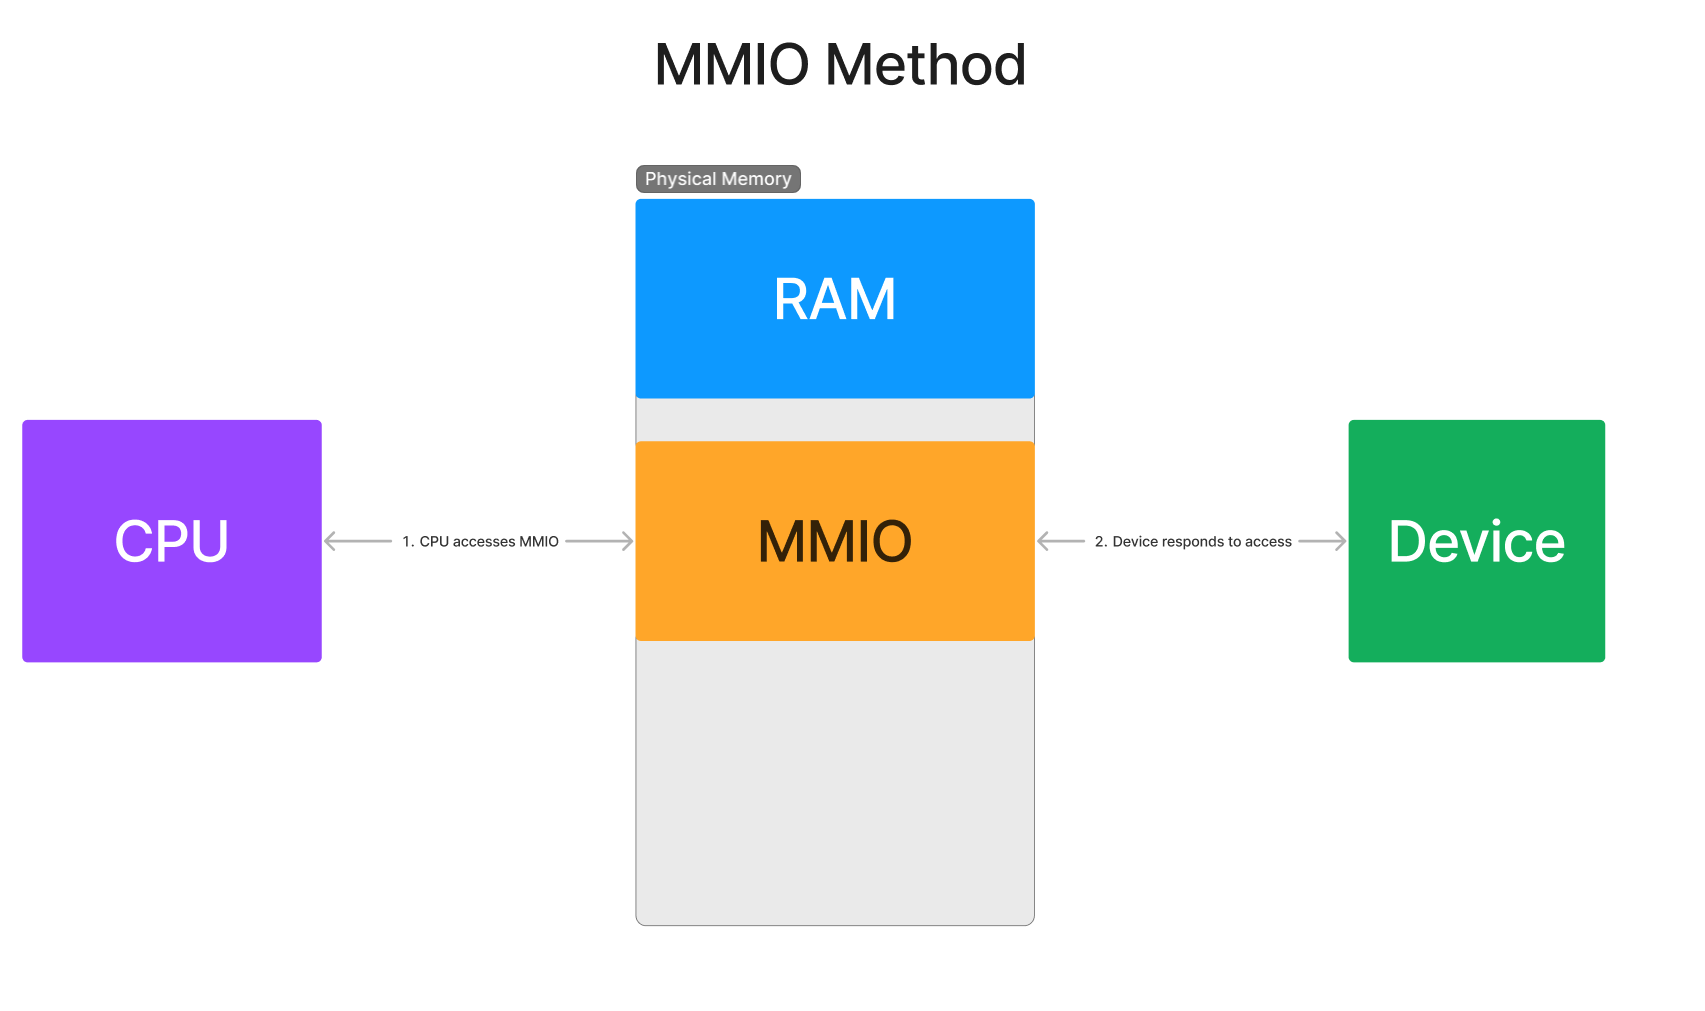 MMIO Method
Physical Memory
RAM
CPU
1. CPU accesses MMIO
MMIO
2. Device responds to access
Device